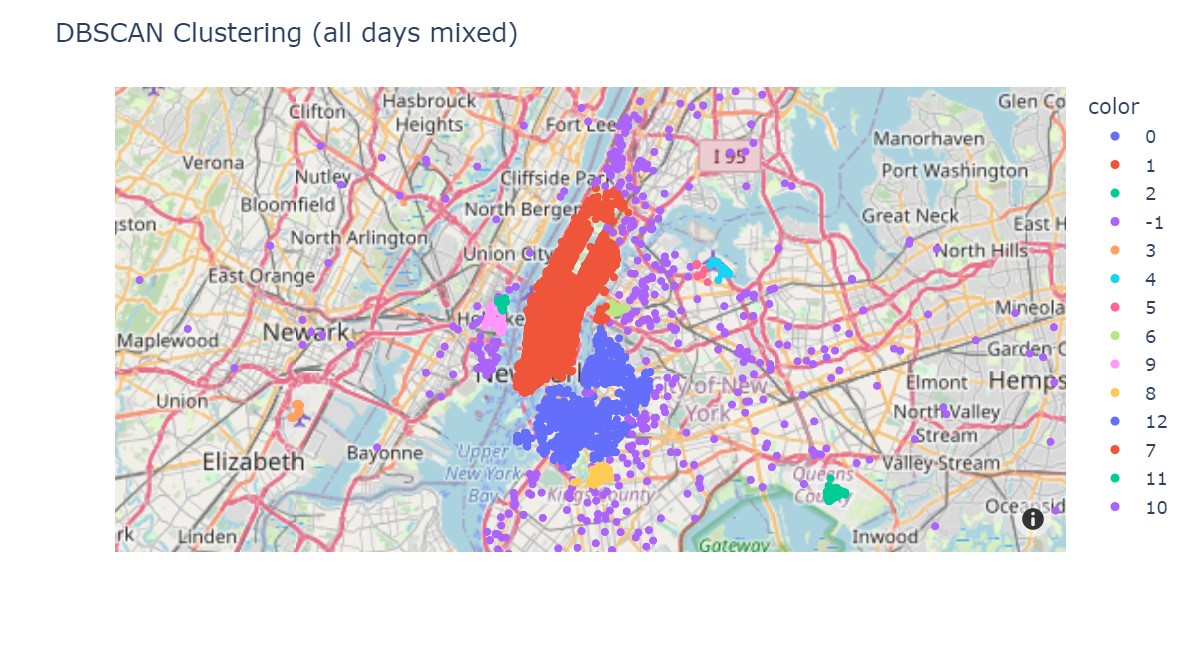 DBSCAN Clustering (all days mixed)
Clifton
Hasbrouck
Heights
Fort Lee
Glen Co
Manorhaven
I 95
Port Washington
Verona
Nutley
Cliffside Park
Bloomfield
North Bergen
Great Neck
gston
North Arlington
East H
Union City
North Hills
East Orange
Mineola
Newark
Maplewood
Garden C
City of New
York
Elmont
Hemps
Union
North Valley
Stream
Elizabeth
Bayonne
Upper
New York
Bay
Valley Stream
Queens
County
Kings County
Oceanside
Linden
Inwood
Gateway
rk
color
0
1
2
-1
3
4
5
6
9
8
12
7
11
10